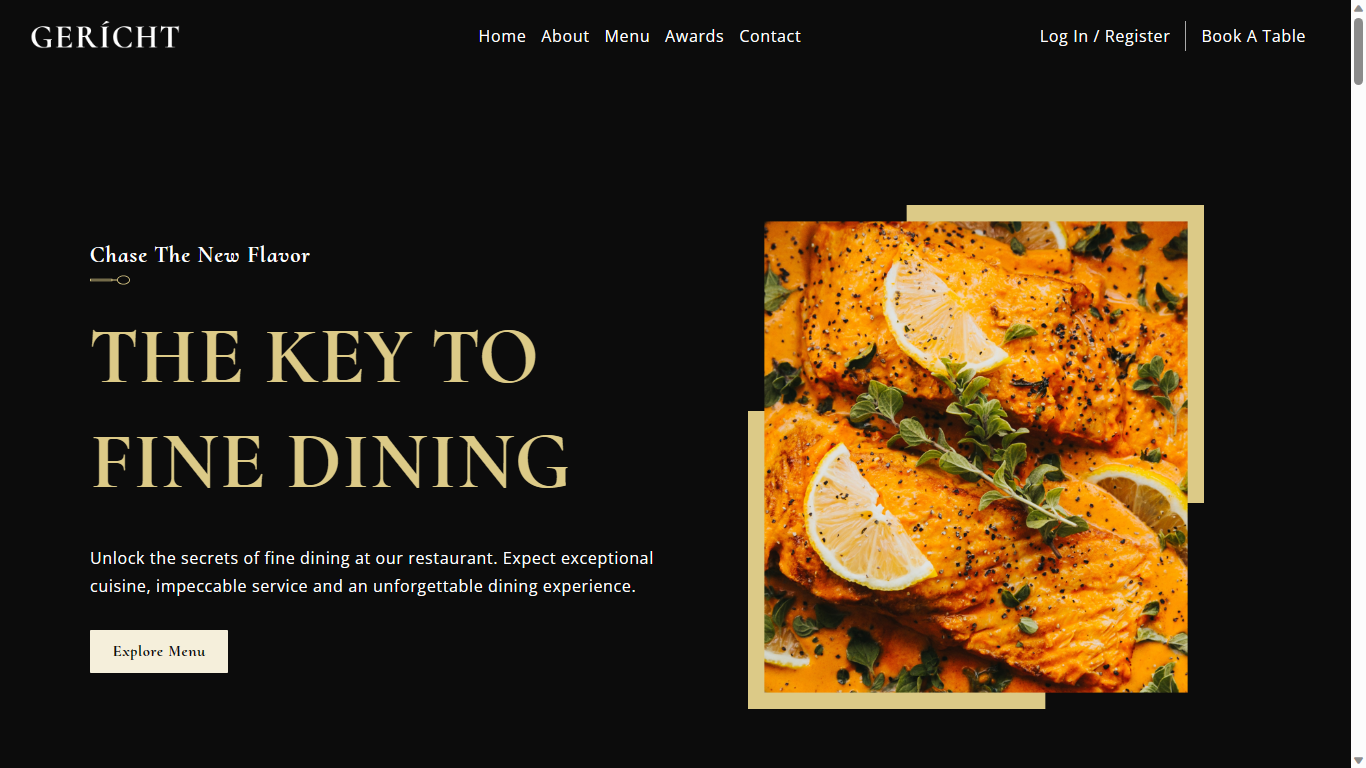 GERÍCHT
Home About Menu Awards Contact
Log In / Register
Book A Table
Chase The New Flavor
THE KEY TO
FINE DINING
Unlock the secrets of fine dining at our restaurant. Expect exceptional
cuisine, impeccable service and an unforgettable dining experience.
Explore Menu